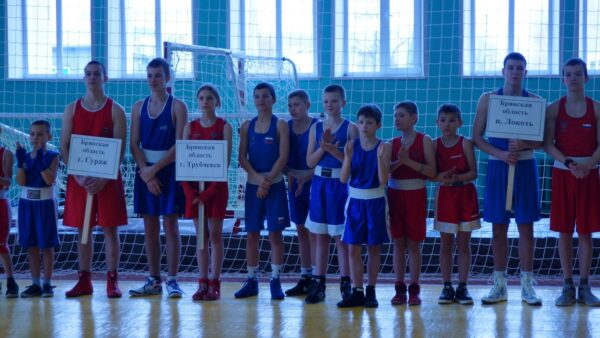 Брянская
область
г. Сураж
Брянская
область
г. Трубчевск
Брянская
область
п. Локоть